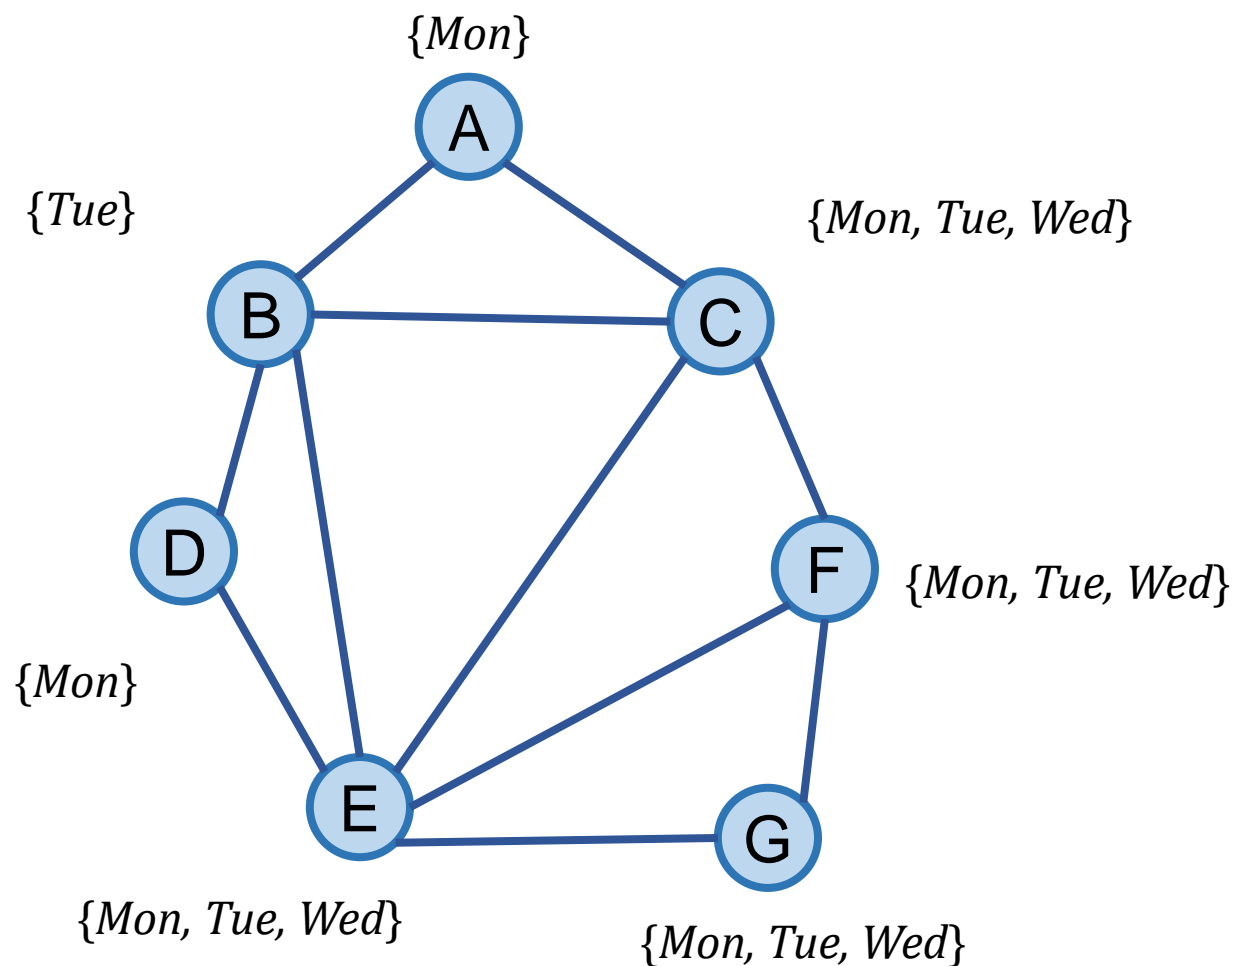 {Mon}
A
{Tue}
{Mon, Tue, Wed}
B
C
D
F
{Mon, Tue, Wed}
{Mon}
E
G
{Mon, Tue, Wed}
{Mon, Tue, Wed}